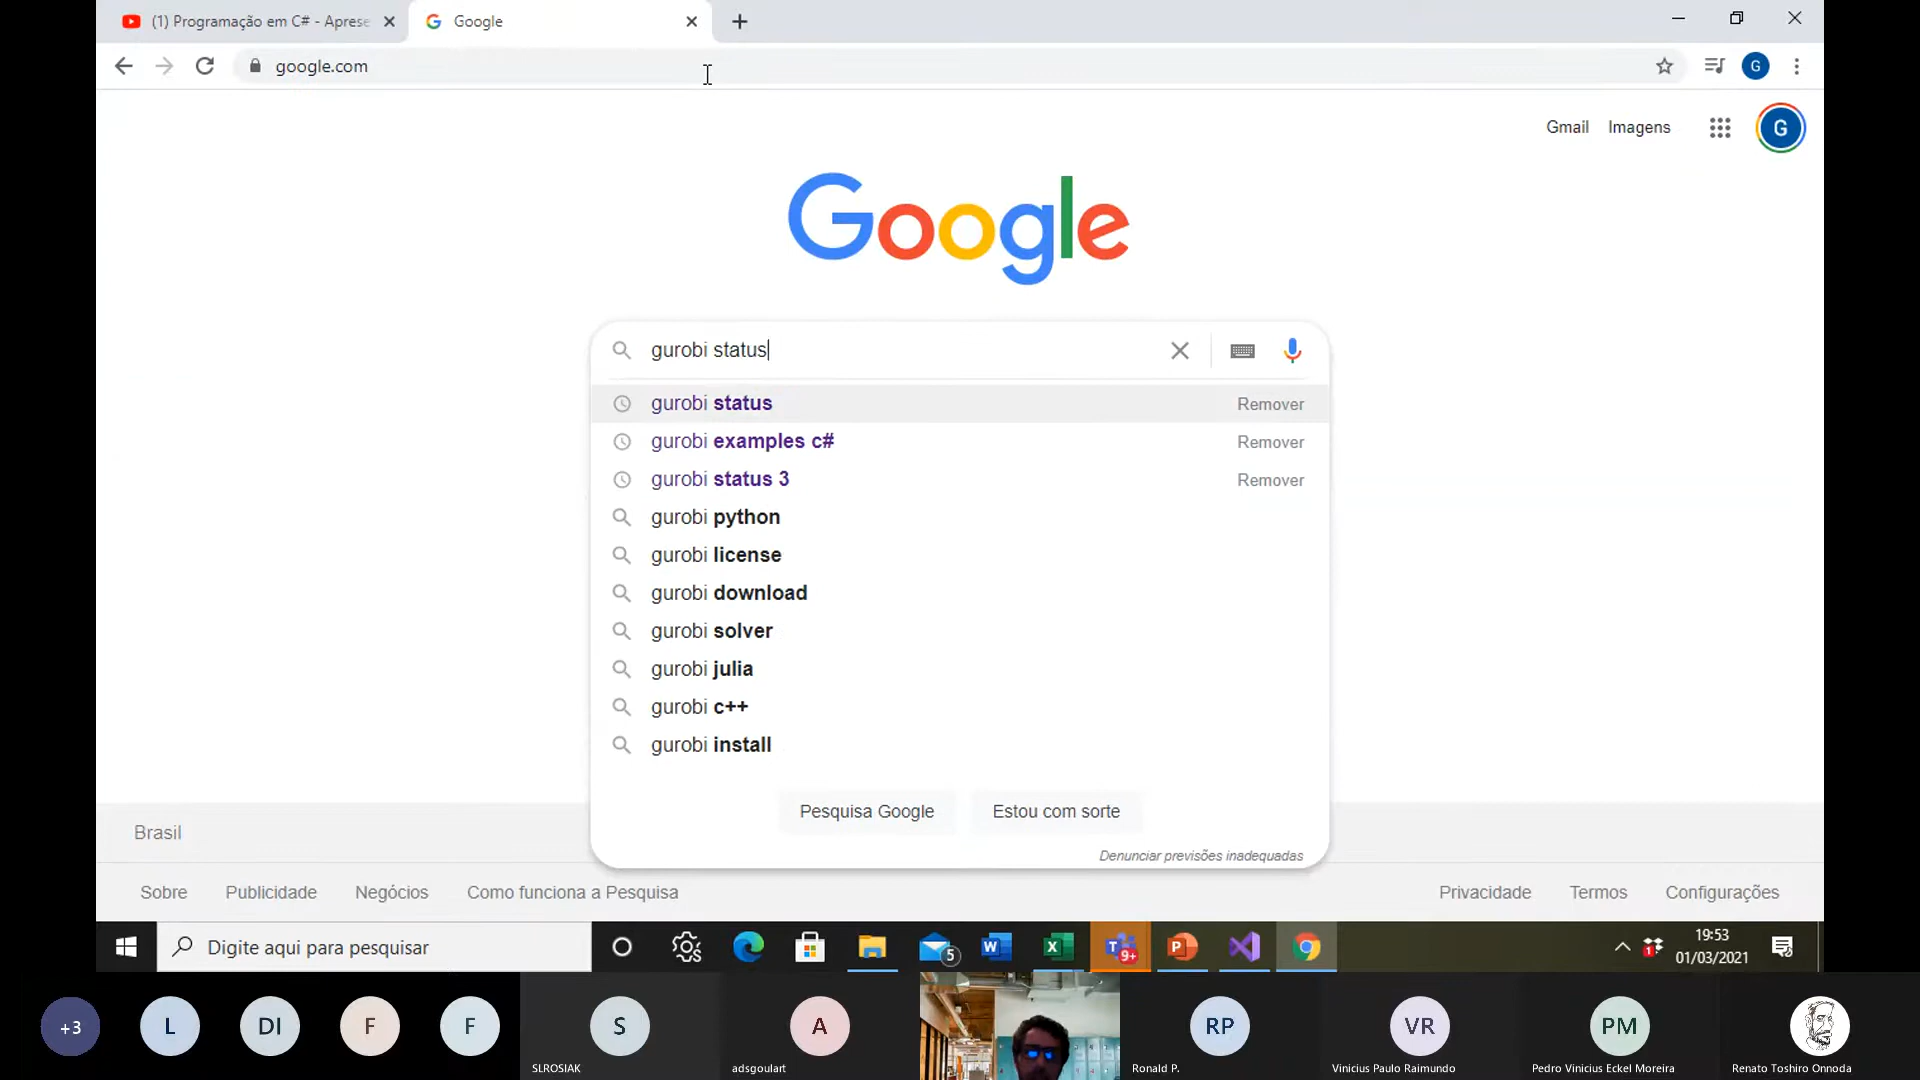 (1) Programação em C# - Aprese
Google
google.com
G
Gmail
Imagens
G
Google
gurobi status
gurobi status
Remover
gurobi examples c#
Remover
gurobi status 3
Remover
gurobi python
gurobi license
gurobi download
gurobi solver
gurobi julia
gurobi c++
gurobi install
Pesquisa Google
Estou com sorte
Denunciar previsões inadequadas
Brasil
Sobre
Publicidade
Negócios
Como funciona a Pesquisa
Privacidade
Termos
Configurações
Digite aqui para pesquisar
5
W
X
T
9+
P
1
19:53
01/03/2021
+3
L
DI
F
F
S
SLROSIAK
A
adsgoulart
RP
Ronald P.
VR
Vinicius Paulo Raimundo
PM
Pedro Vinicius Eckel Moreira
Renato Toshiro Onnoda